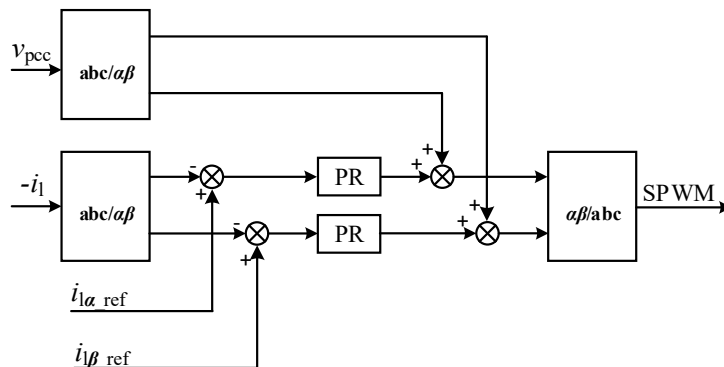 v_pcc
abc/αβ
-i_l
abc/αβ
-
+
PR
+
+
-
+
PR
+
+
αβ/abc
SPWM
i_lα_ref
i_lβ_ref